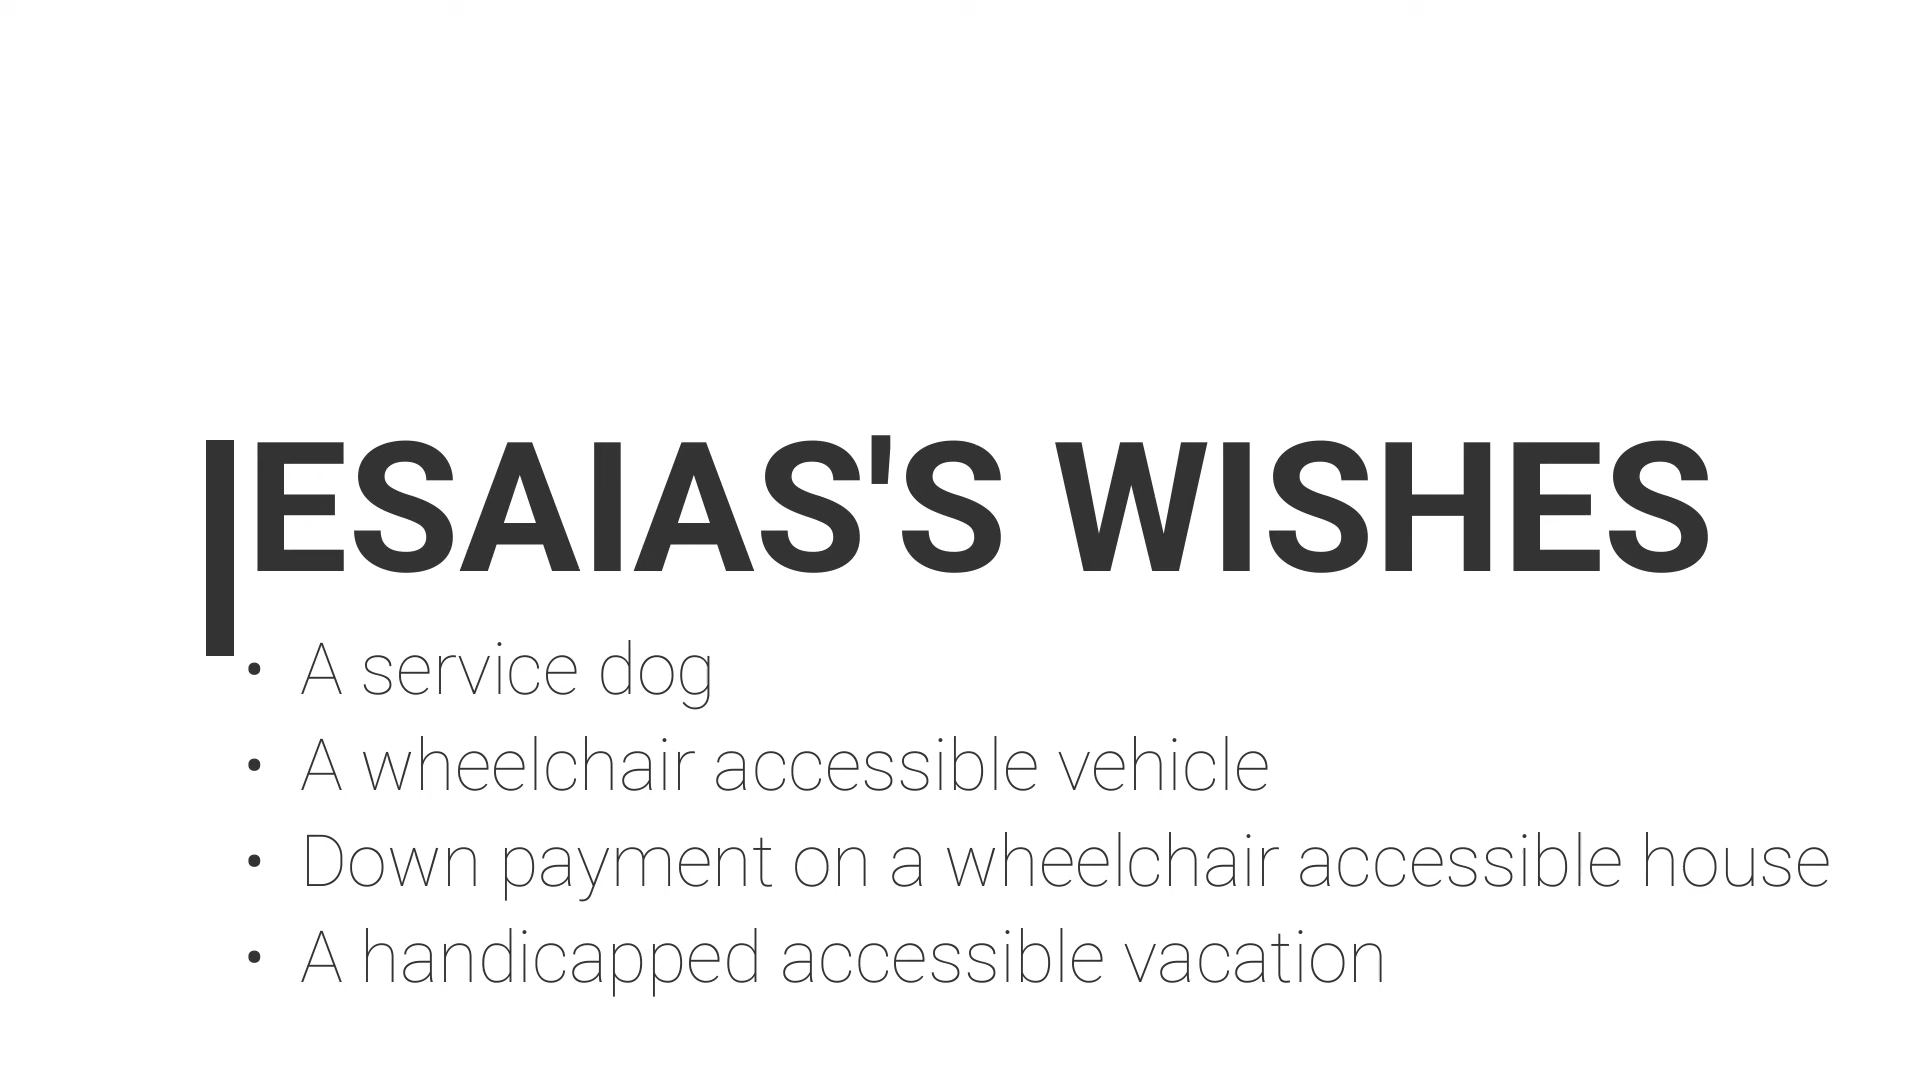 ESAIAS'S WISHES
• A service dog
• A wheelchair accessible vehicle
• Down payment on a wheelchair accessible house
• A handicapped accessible vacation